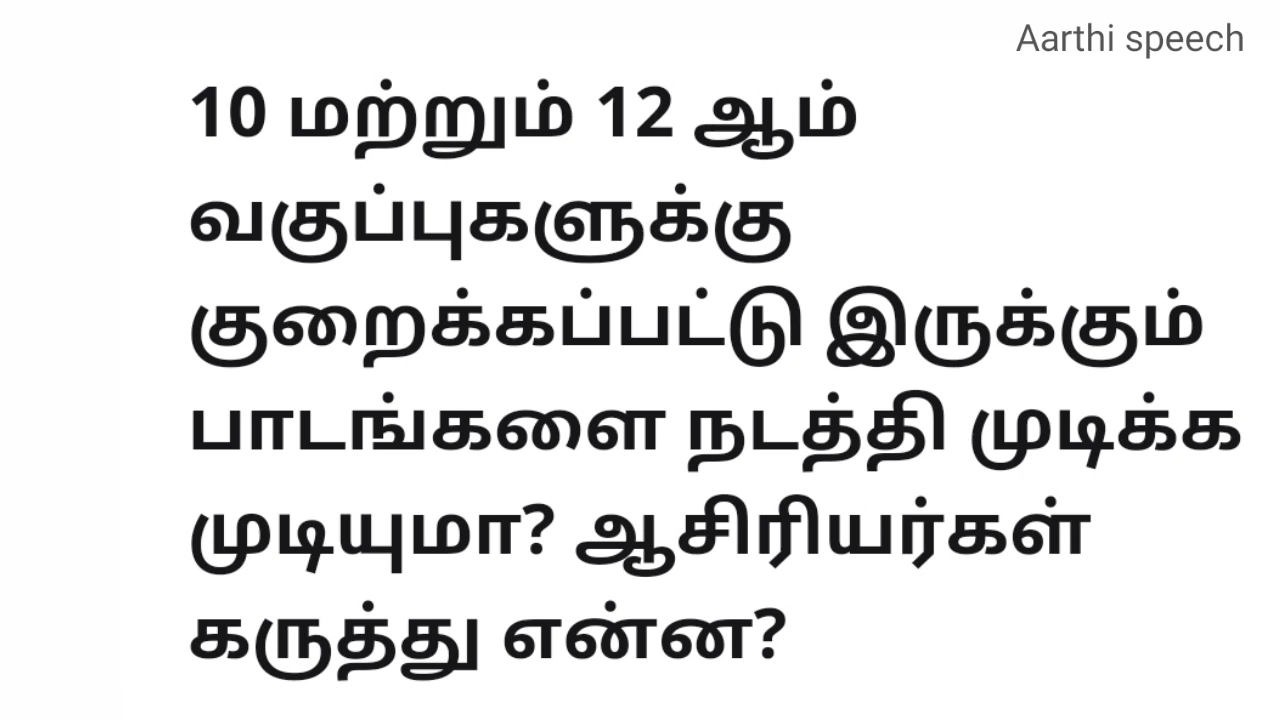 Aarthi speech
10 மற்றும் 12 ஆம்
வகுப்புகளுக்கு
குறைக்கப்பட்டு இருக்கும்
பாடங்களை நடத்தி முடிக்க
முடியுமா? ஆசிரியர்கள்
கருத்து என்ன?